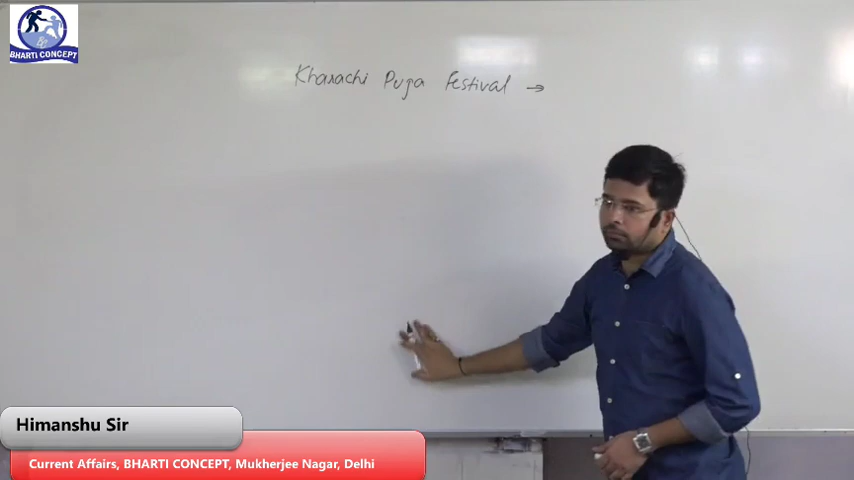 BHARTI CONCEPT
Kharachi Puja Festival →
Himanshu Sir
Current Affairs, BHARTI CONCEPT, Mukherjee Nagar, Delhi